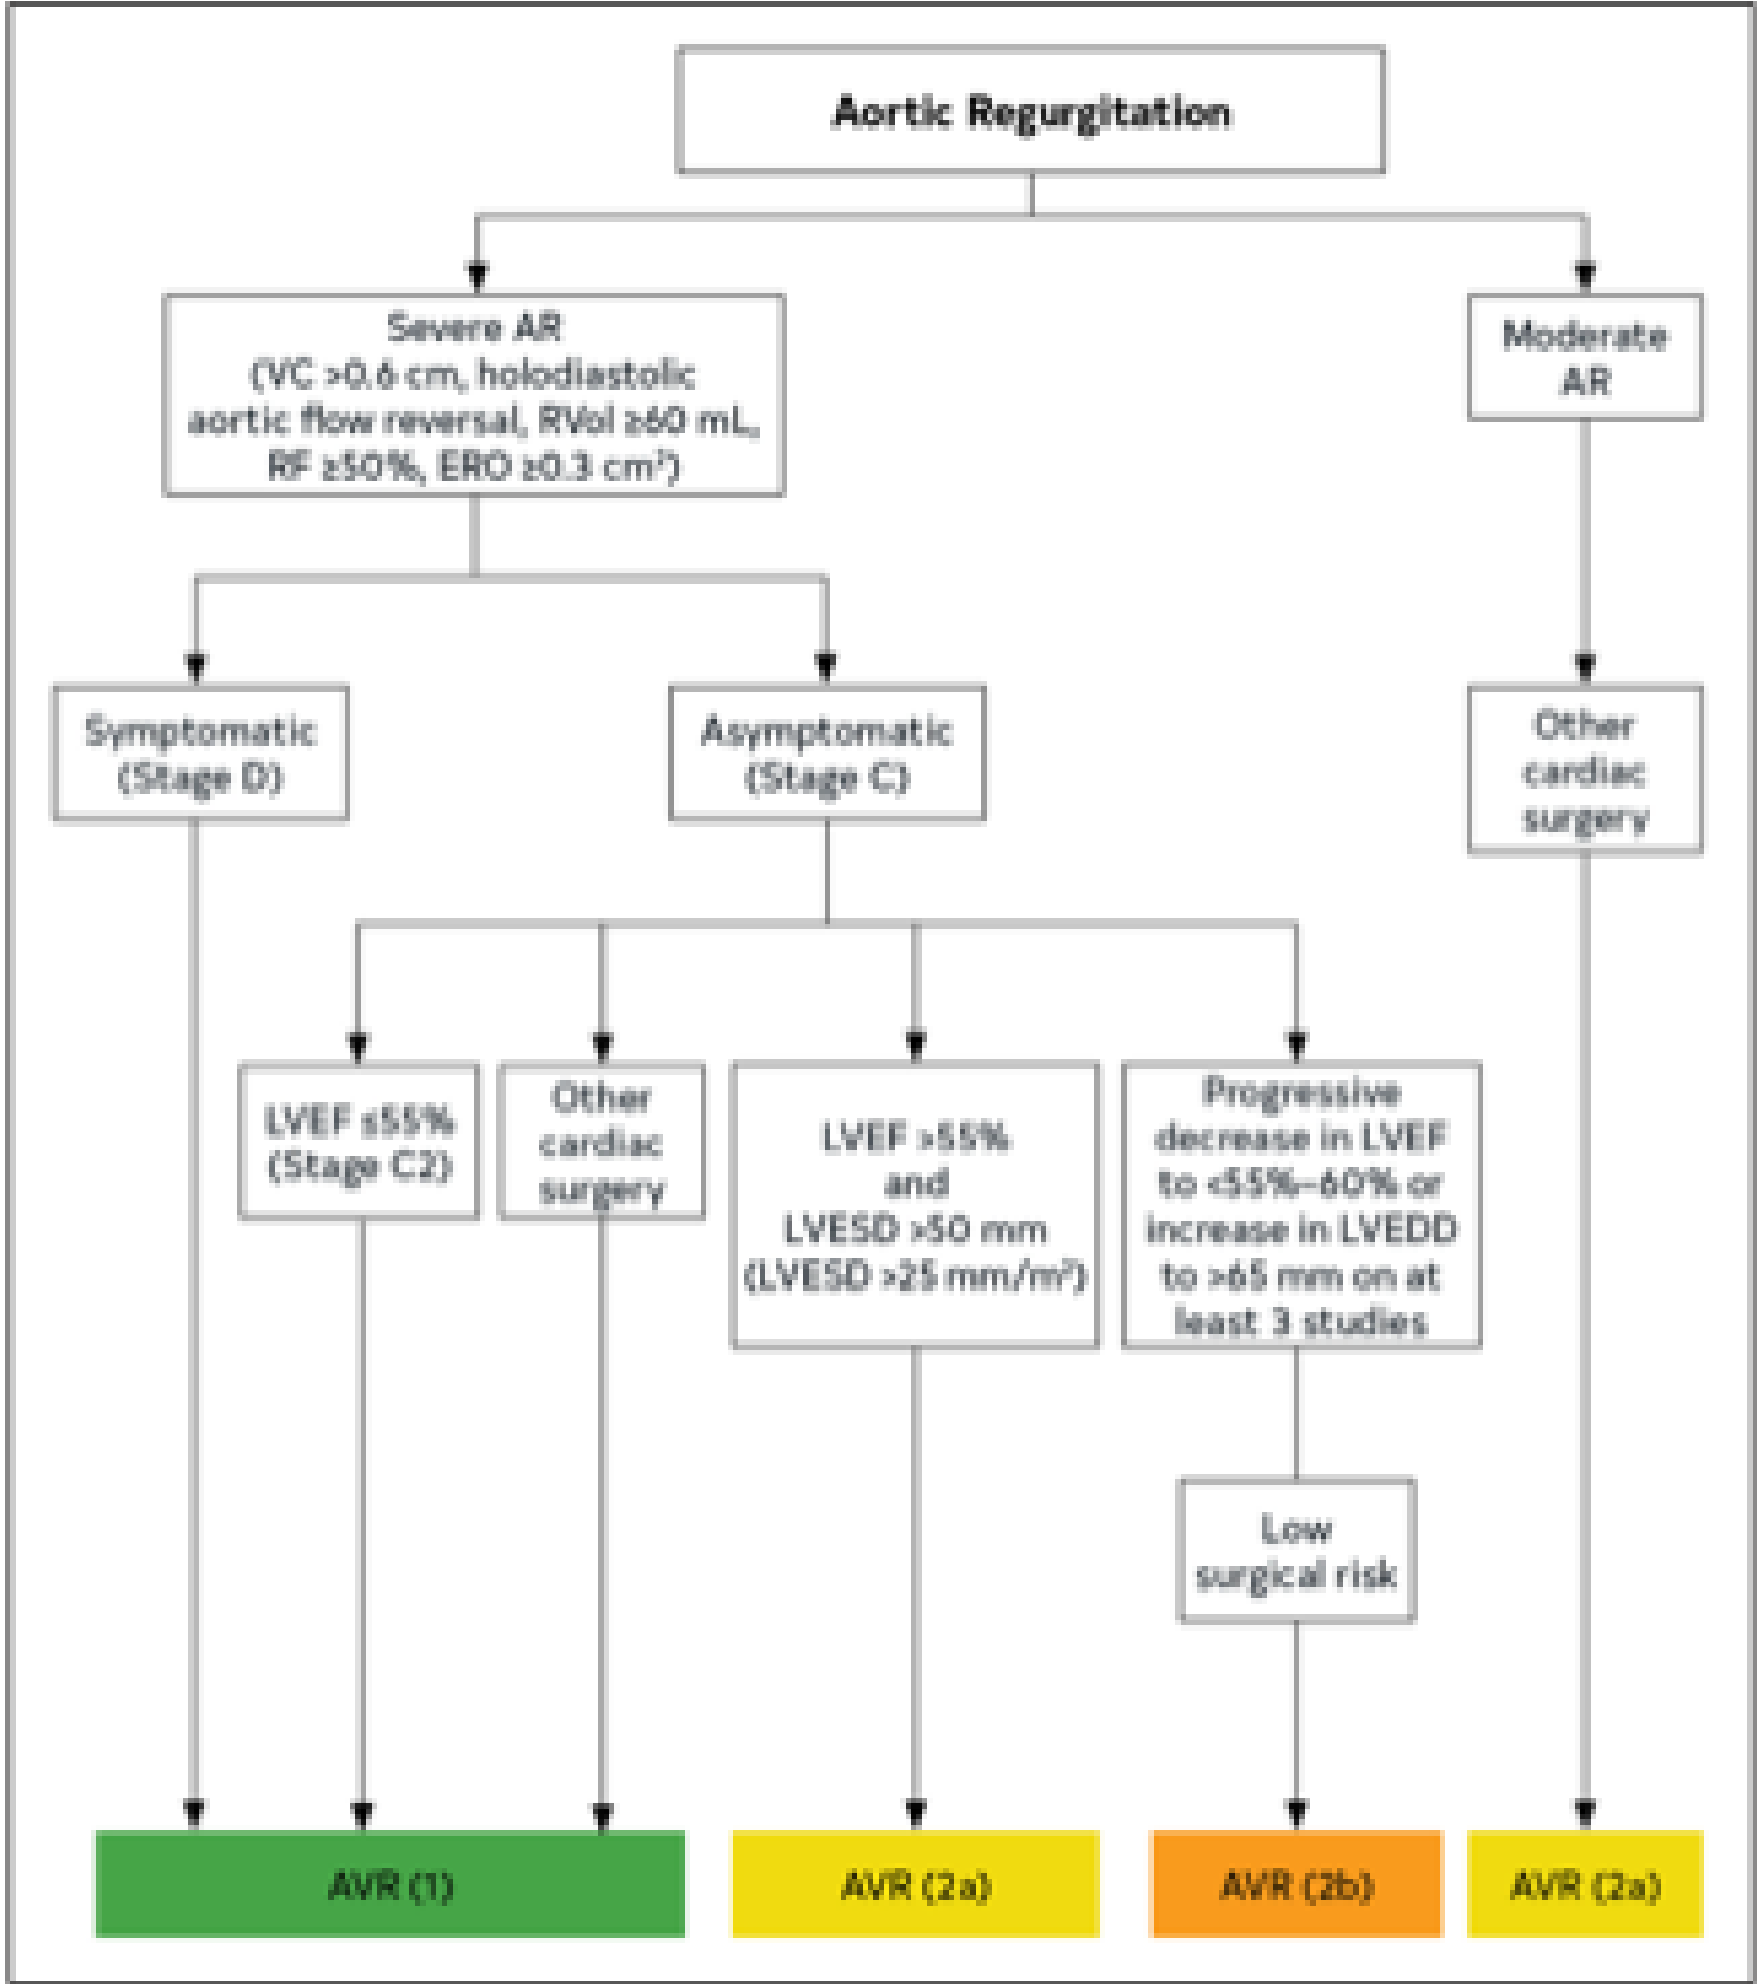 Aortic Regurgitation
Severe AR
(VC >0.6 cm, holodiastolic
aortic flow reversal, RVol ≥60 mL,
RF ≥50%, ERO ≥0.3 cm²)
Moderate
AR
Symptomatic
(Stage D)
Asymptomatic
(Stage C)
Other
cardiac
surgery
LVEF ≤55%
(Stage C2)
Other
cardiac
surgery
LVEF >55%
and
LVESD >50 mm
(LVESD >25 mm/m²)
Progressive
decrease in LVEF
to <55%–60% or
increase in LVEDD
to >65 mm on at
least 3 studies
Low
surgical risk
AVR (1)
AVR (2a)
AVR (2b)
AVR (2a)